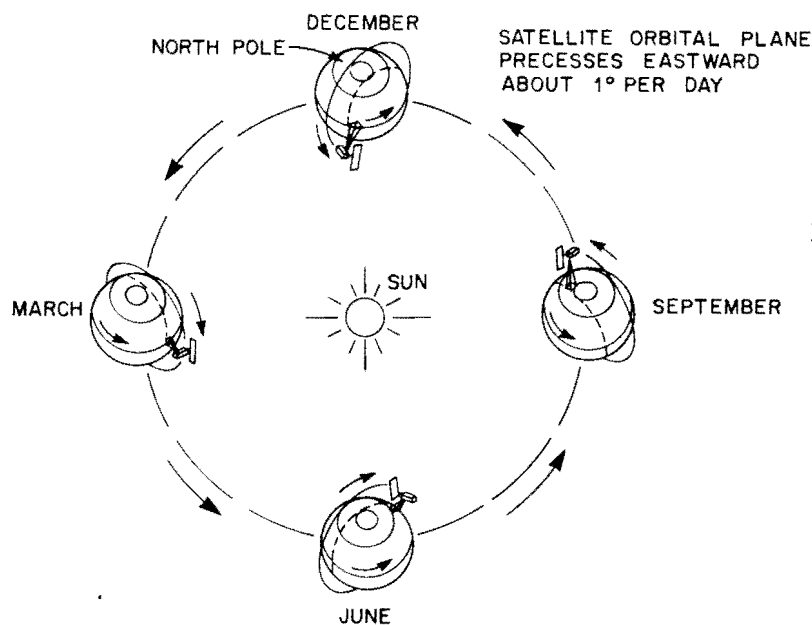 DECEMBER
NORTH POLE
SATELLITE ORBITAL PLANE
PRECESSES EASTWARD
ABOUT 1° PER DAY
SUN
MARCH
SEPTEMBER
JUNE